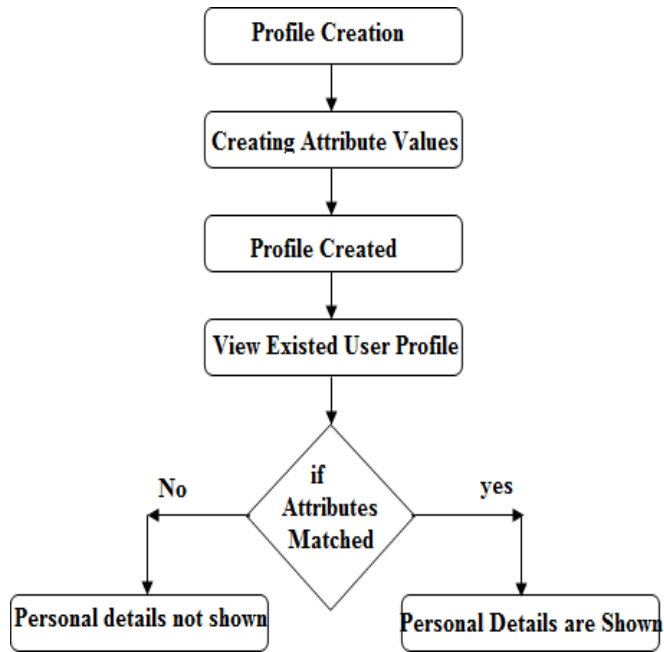 Profile Creation
Creating Attribute Values
Profile Created
View Existed User Profile
if
Attributes
Matched
No
yes
Personal details not shown
Personal Details are Shown